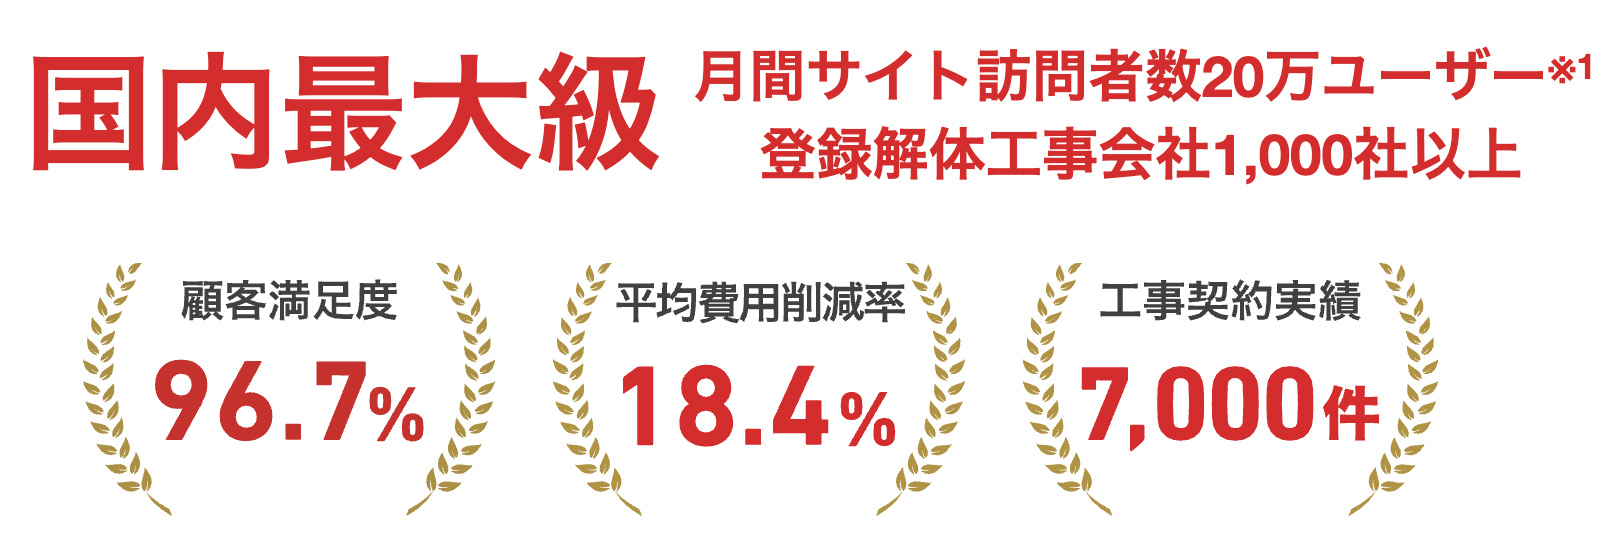 国内最大級
月間サイト訪問者数20万ユーザー※1
登録解体工事会社1,000社以上
顧客満足度
96.7%
平均費用削減率
18.4%
工事契約実績
7,000件